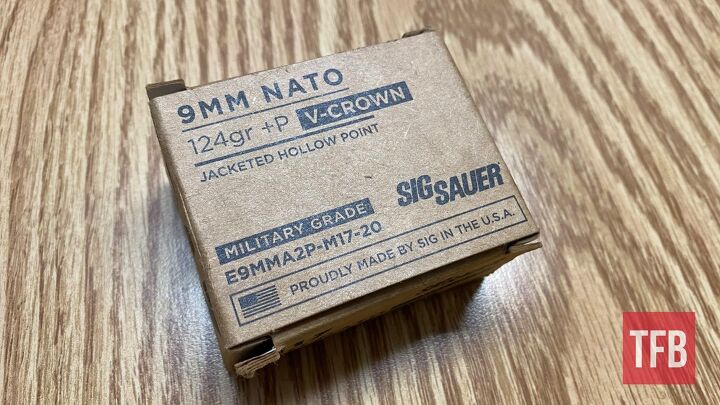 9MM NATO
124gr +P V-CROWN
JACKETED HOLLOW POINT
SIG SAUER
MILITARY GRADE
E9MMA2P-M17-20
PROUDLY MADE BY SIG IN THE U.S.A.
TFB